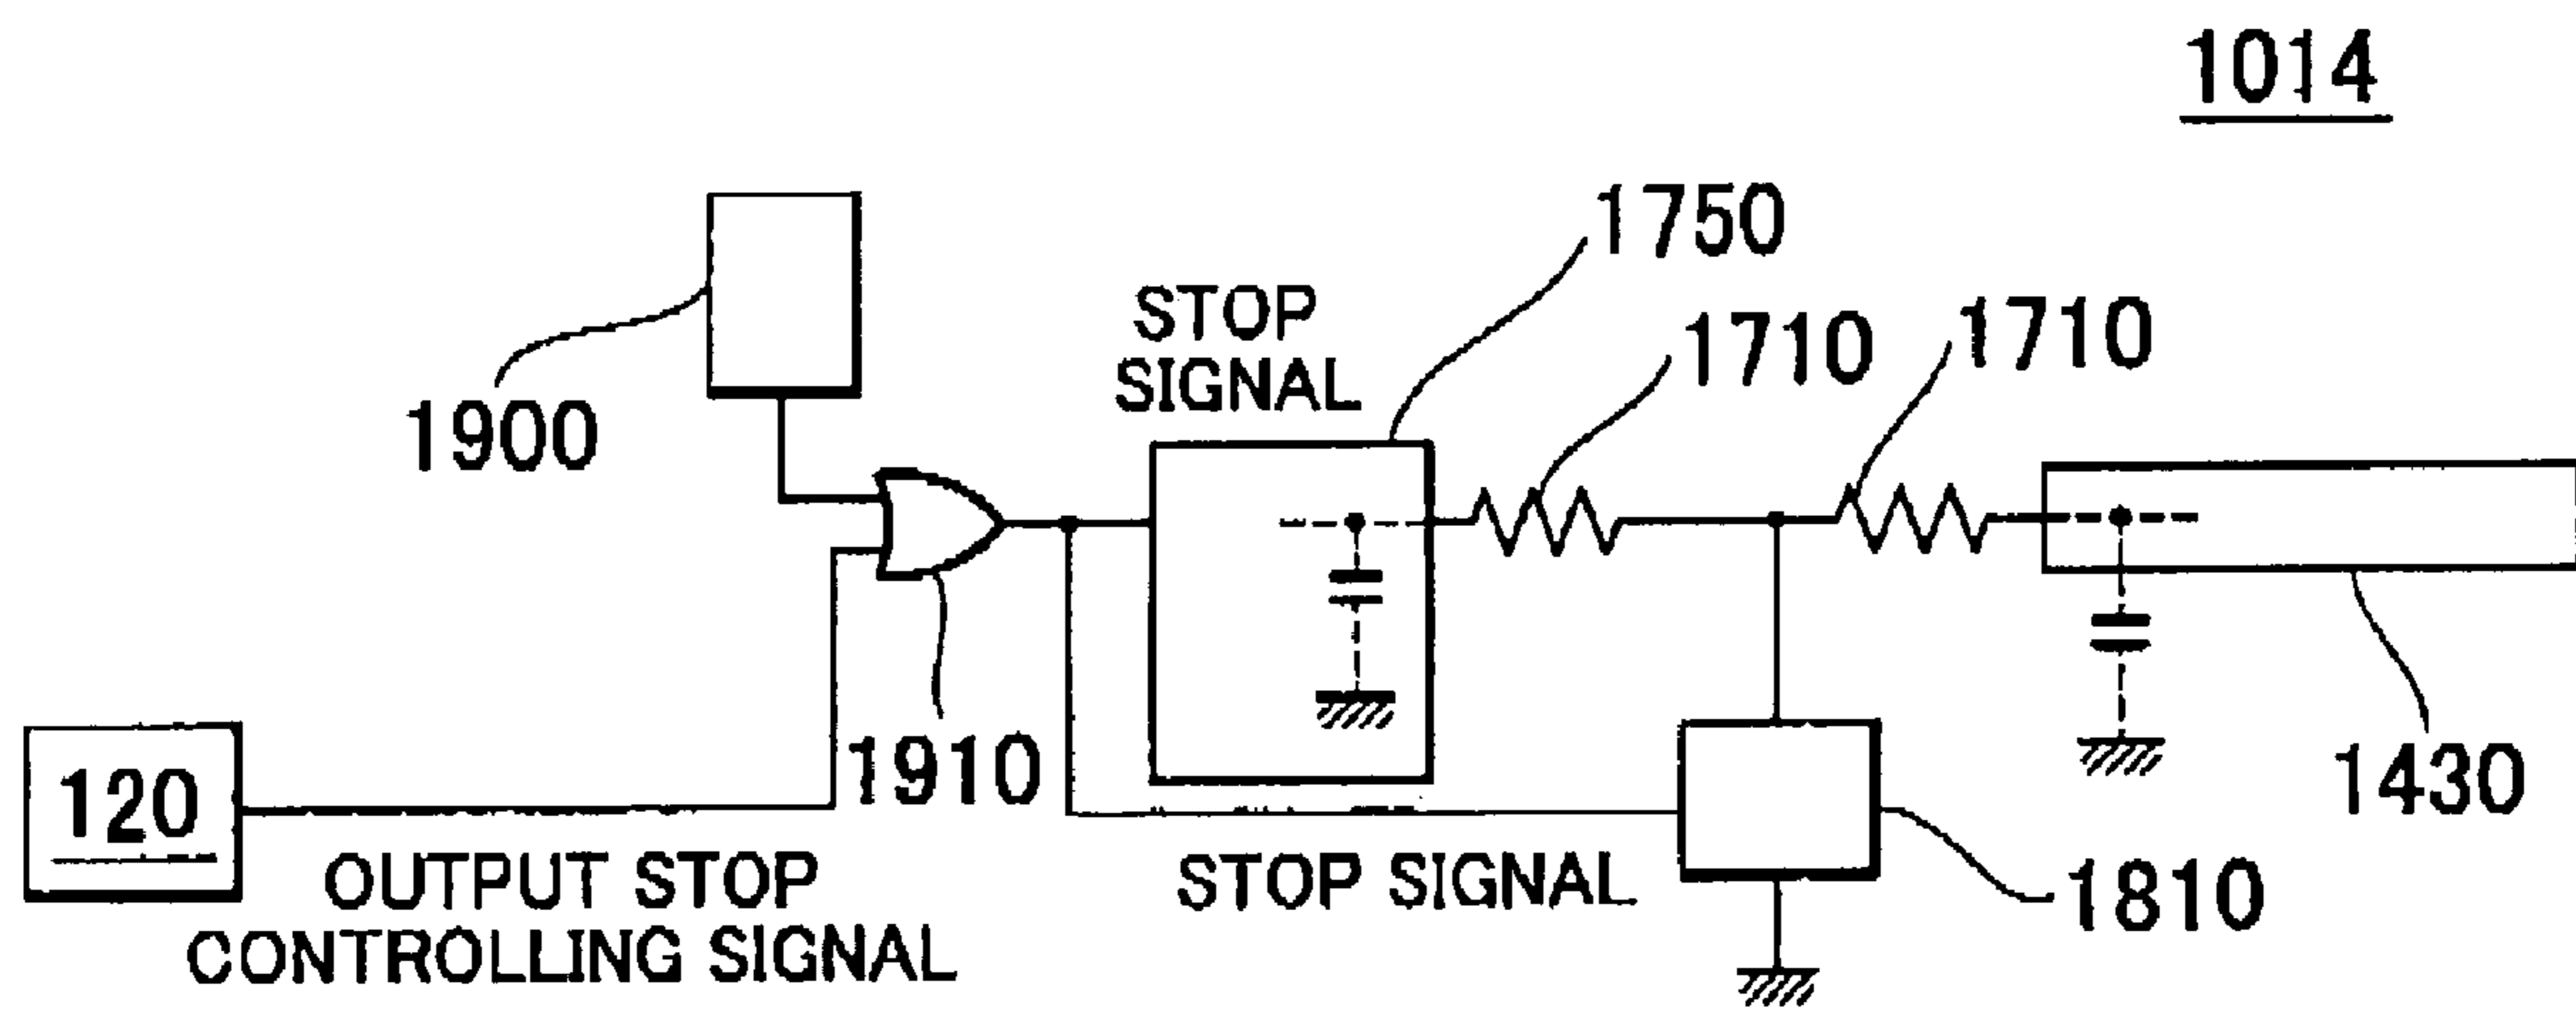 1014
1750
STOP
SIGNAL
1710
1710
1900
1910
120
1430
OUTPUT STOP
CONTROLLING SIGNAL
STOP SIGNAL
1810